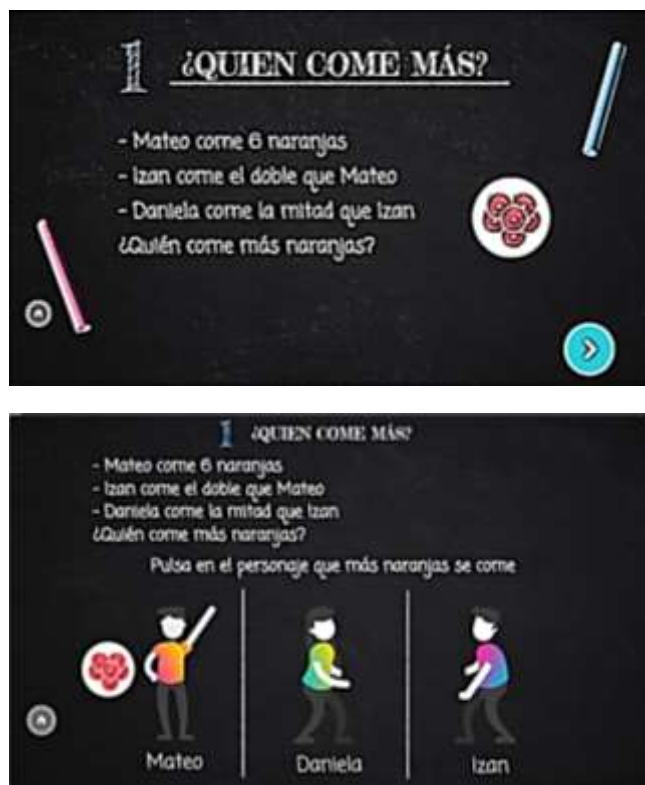 1 ¿QUIEN COME MÁS?
- Mateo come 6 naranjas
- Izan come el doble que Mateo
- Daniela come la mitad que Izan
¿Quién come más naranjas?
1 ¿QUIEN COME MÁS?
- Mateo come 6 naranjas
- Izan come el doble que Mateo
- Daniela come la mitad que Izan
¿Quién come más naranjas?
Pulsa en el personaje que más naranjas se come
Mateo
Daniela
Izan